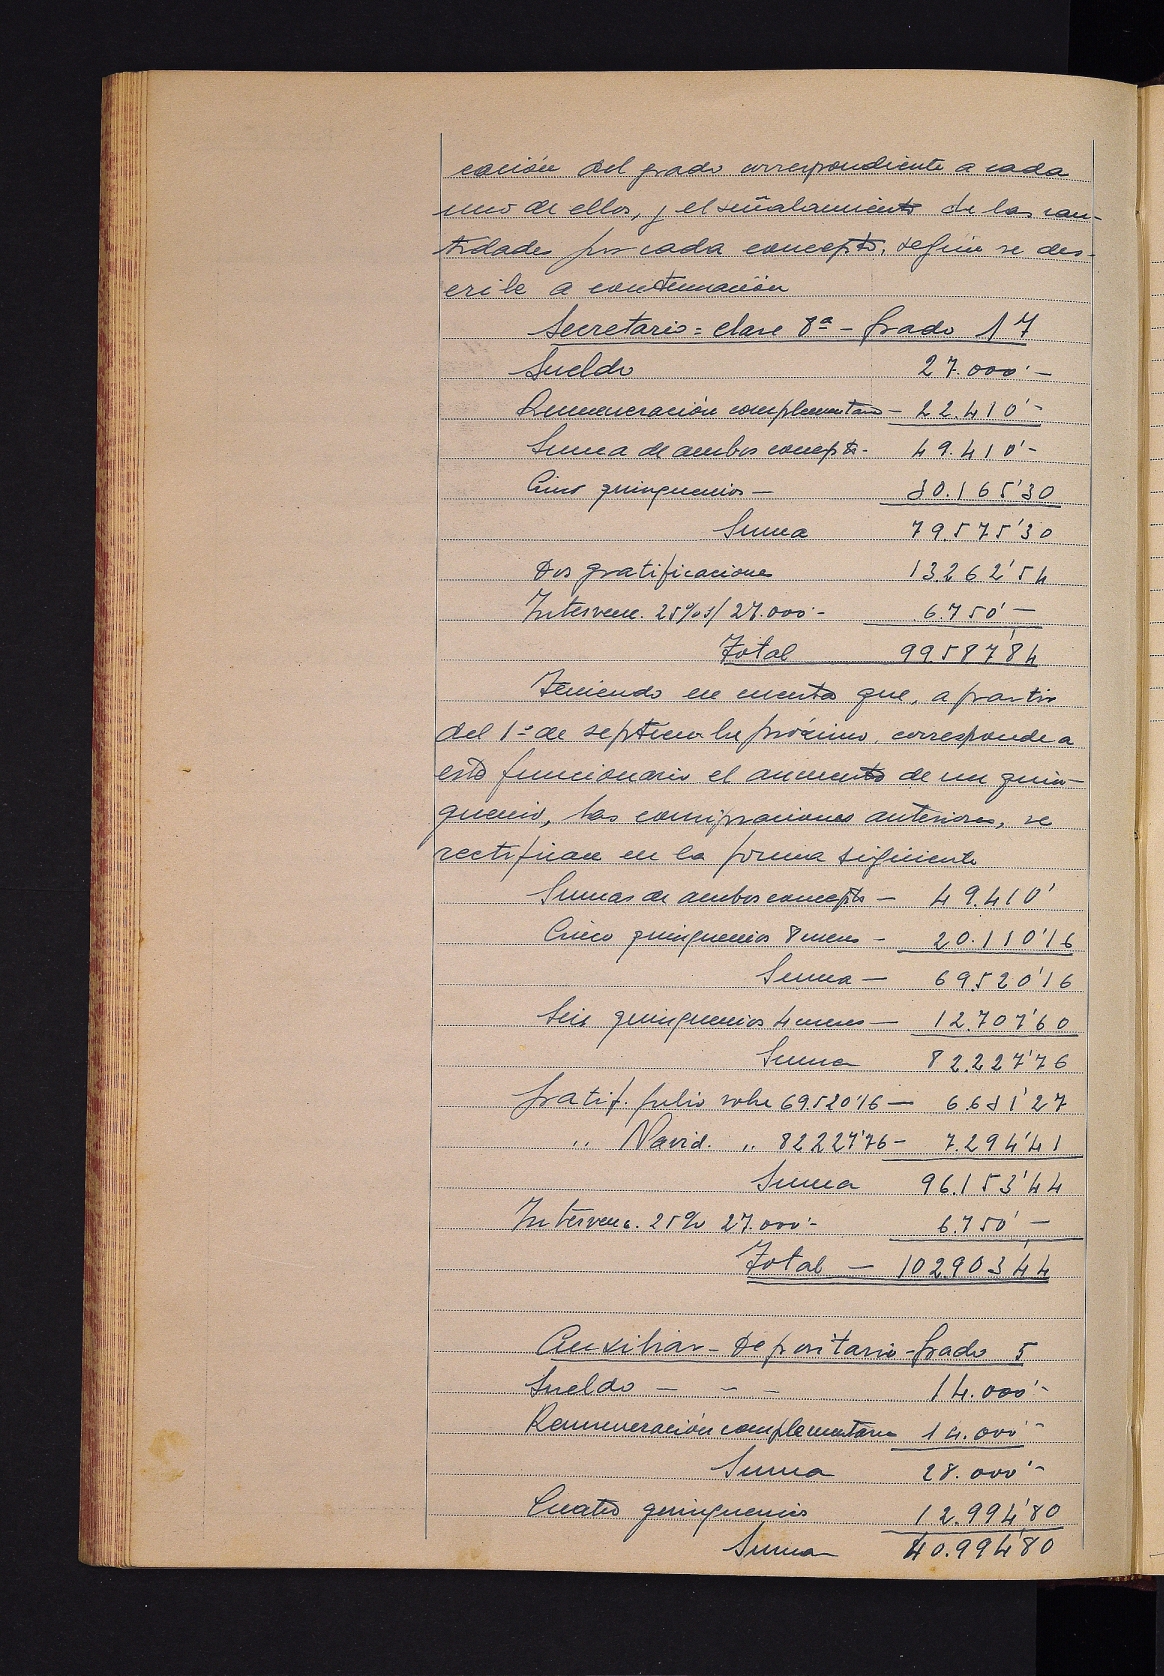 cación del grado correspondiente a cada
uno de ellos, y el señalamiento de las can-
tidades por cada concepto, según se des-
cribe a continuación
Secretario = clase 8ª - Grado 17
Sueldo 27.000'-
Remuneración complementaria - 22.410'-
Suma de ambos concepts. 49.410'-
Cinco quinquenios - 30.165'30
Suma 79.575'30
Dos gratificaciones 13.262'54
Intervenc. 25% s/ 27.000'- 6.750'-
Total 99.587'84
Teniendo en cuenta que, a partir
del 1º de septiembre próximo, corresponde a
este funcionario el aumento de un quin-
quenio, las consignaciones anteriores, se
rectifican en la forma siguiente
Sumas de ambos concepts - 49.410'
Cinco quinquenios 8 meses - 20.110'16
Suma - 69.520'16
Seis quinquenios 4 meses - 12.707'60
Suma 82.227'76
Gratif. Julio sobre 69520'16 - 6.631'27
" Navid. " 82227'76 - 7.294'41
Suma 96.153'44
Intervenc. 25% 27.000'- 6.750'-
Total - 102.903'44
Auxiliar - Depositario - Grado 5
Sueldo - - - 14.000'-
Remuneración complementaria 14.000'-
Suma 28.000'-
Cuatro quinquenios 12.994'80
Suma 40.994'80